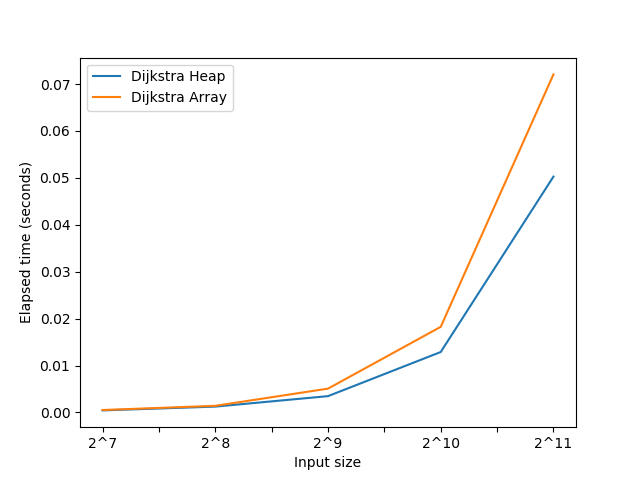 Dijkstra Heap
Dijkstra Array
0.07
0.06
0.05
0.04
0.03
0.02
0.01
0.00
Elapsed time (seconds)
2^7 2^8 2^9 2^10 2^11
Input size